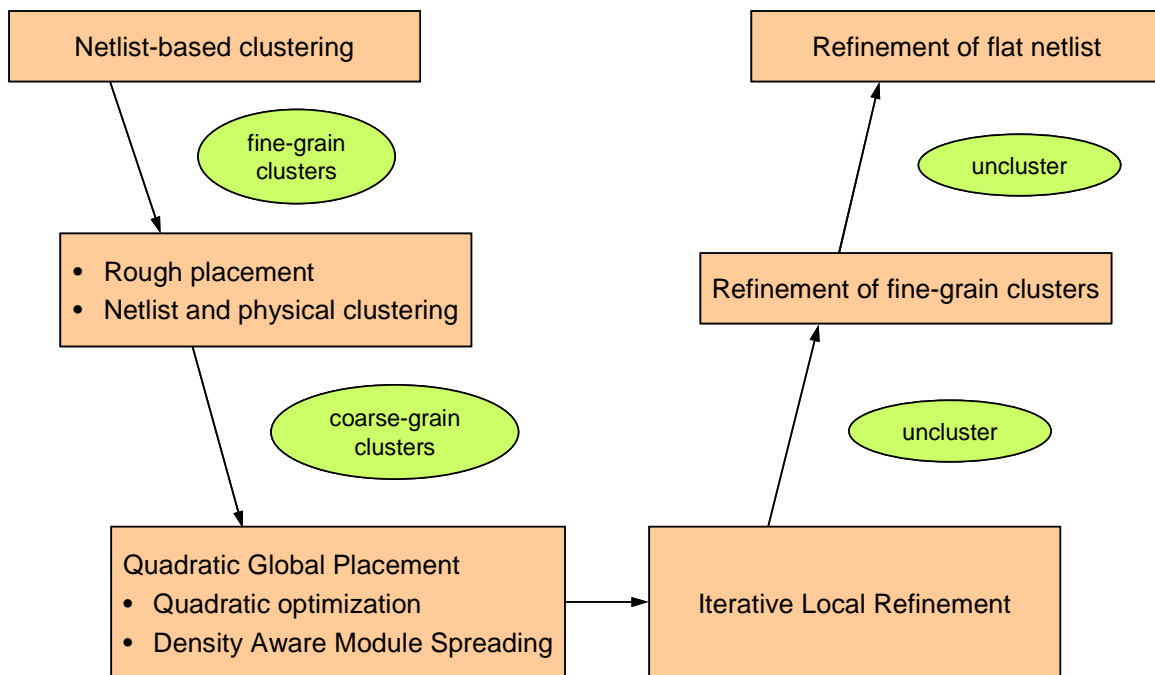 Netlist-based clustering
fine-grain
clusters
• Rough placement
• Netlist and physical clustering
coarse-grain
clusters
Quadratic Global Placement
• Quadratic optimization
• Density Aware Module Spreading
Iterative Local Refinement
uncluster
Refinement of fine-grain clusters
uncluster
Refinement of flat netlist